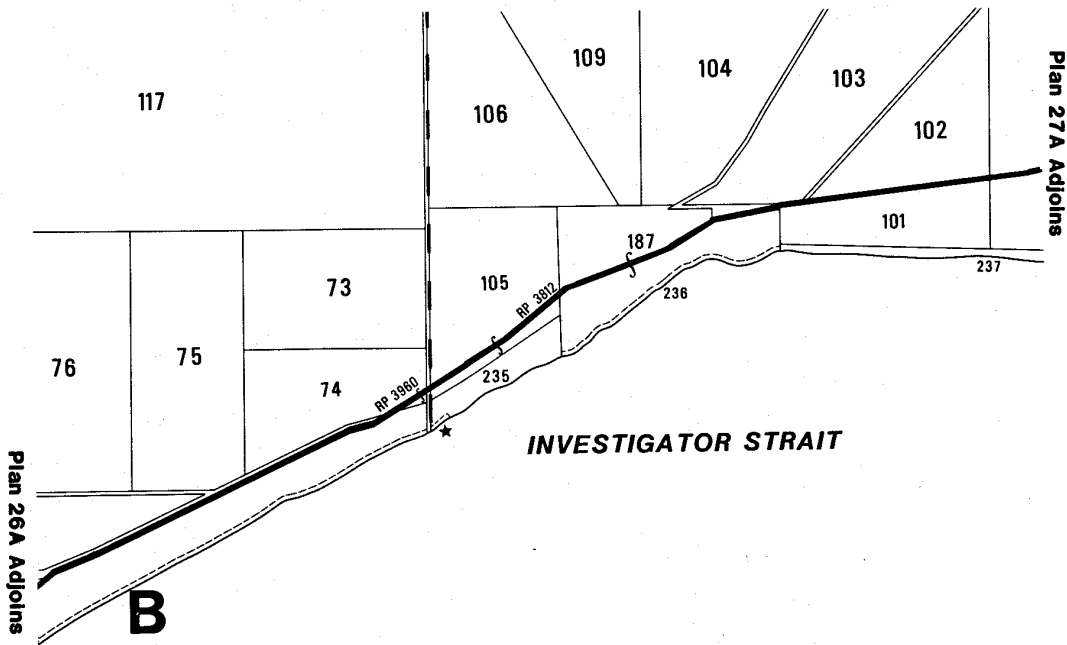 109
104
103
117
106
102
Plan 27A Adjoins
101
187
237
73
105
RP 3812
236
75
76
74
RP 3960
235
INVESTIGATOR STRAIT
Plan 26A Adjoins
B